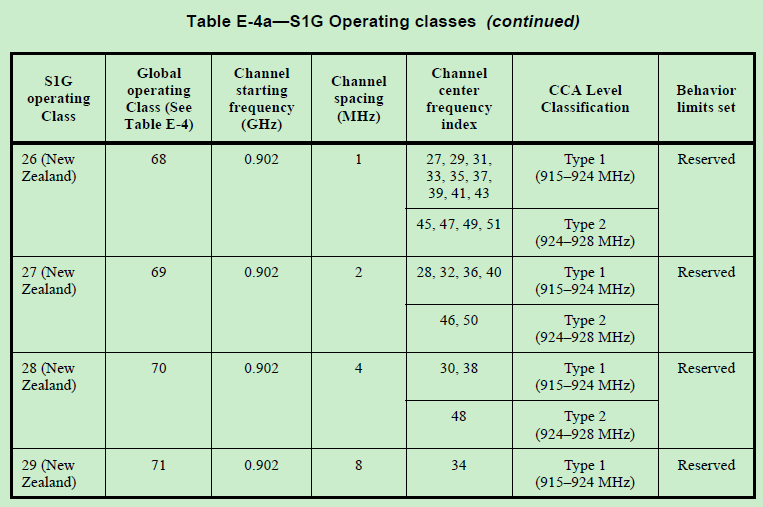 Table E-4a—S1G Operating classes (continued)
S1G operating Class
Global operating Class (See Table E-4)
Channel starting frequency (GHz)
Channel spacing (MHz)
Channel center frequency index
CCA Level Classification
Behavior limits set
26 (New Zealand)
68
0.902
1
27, 29, 31, 33, 35, 37, 39, 41, 43
Type 1 (915–924 MHz)
Reserved
45, 47, 49, 51
Type 2 (924–928 MHz)
27 (New Zealand)
69
0.902
2
28, 32, 36, 40
Type 1 (915–924 MHz)
Reserved
46, 50
Type 2 (924–928 MHz)
28 (New Zealand)
70
0.902
4
30, 38
Type 1 (915–924 MHz)
Reserved
48
Type 2 (924–928 MHz)
29 (New Zealand)
71
0.902
8
34
Type 1 (915–924 MHz)
Reserved